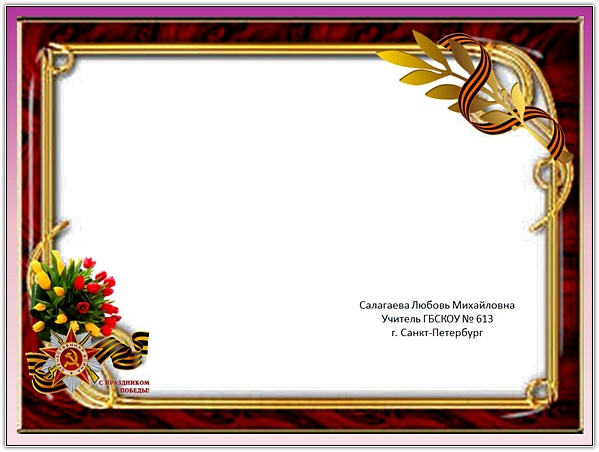 Салагаева Любовь Михайловна
Учитель ГБСКОУ № 613
г. Санкт-Петербург
С ПРАЗДНИКОМ
ПОБЕДЫ!